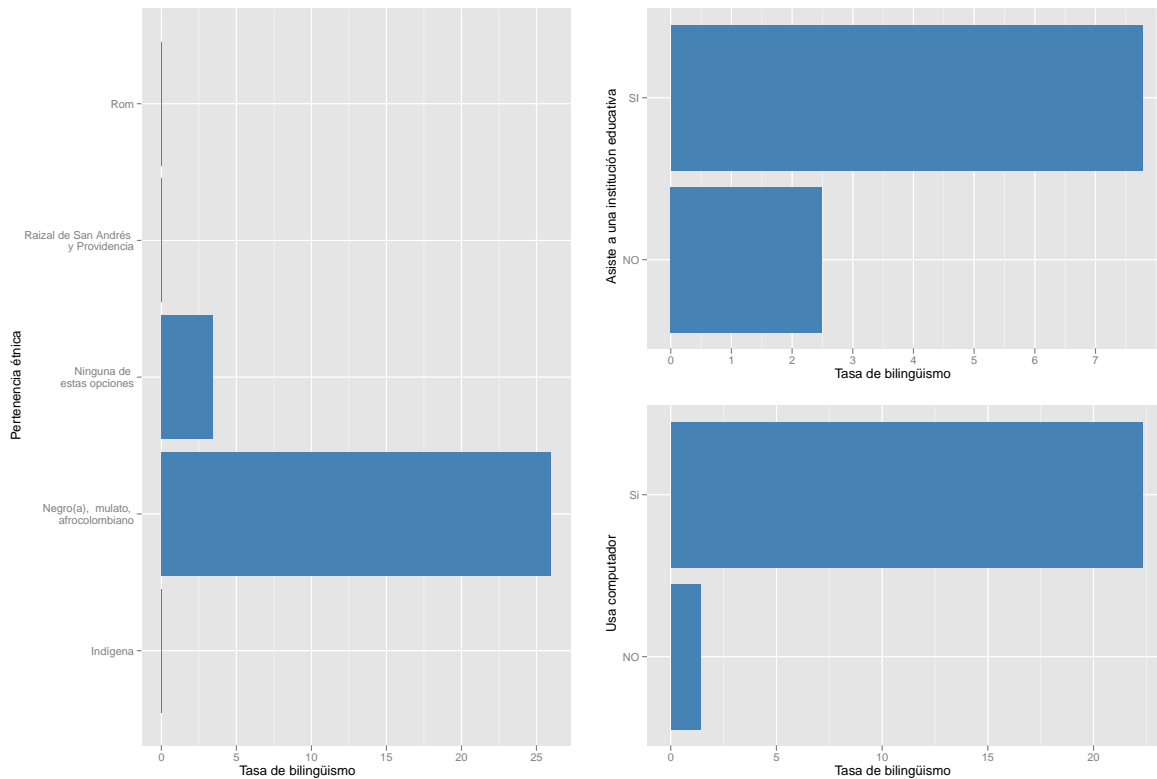 Pertenencia étnica
Rom
Raizal de San Andrés
y Providencia
Ninguna de
estas opciones
Negro(a),  mulato,
afrocolombiano
Indígena
0 5 10 15 20 25
Tasa de bilingüismo
Asiste a una institución educativa
SI
NO
0 1 2 3 4 5 6 7
Tasa de bilingüismo
Usa computador
Si
NO
0 5 10 15 20
Tasa de bilingüismo